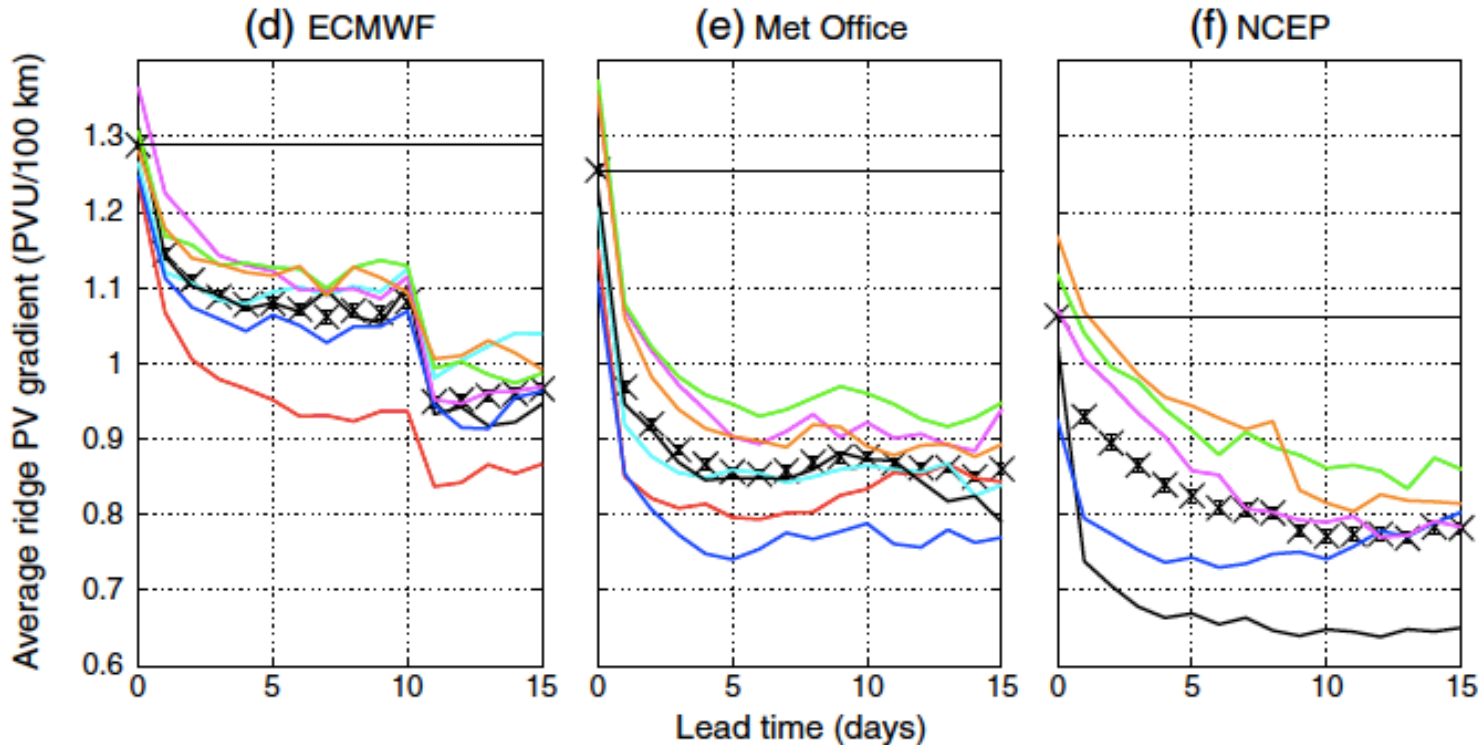 (d) ECMWF
(e) Met Office
(f) NCEP
Average ridge PV gradient (PVU/100 km)
1.3
1.2
1.1
1
0.9
0.8
0.7
0.6
0 5 10 15
0 5 10 15
0 5 10 15
Lead time (days)